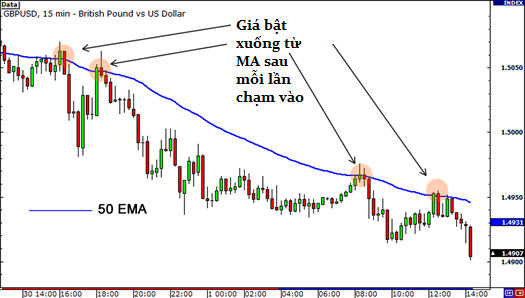 Data
INDEX
GBPUSD, 15 min - British Pound vs US Dollar
Giá bật
xuống từ
MA sau
mỗi lần
chạm vào
1.5050
1.5000
1.4950
1.4931
1.4907
1.4900
50 EMA
30 14:00 16:00 18:00 20:00 22:00 1 00:00 02:00 04:00 06:00 08:00 10:00 12:00 14:00